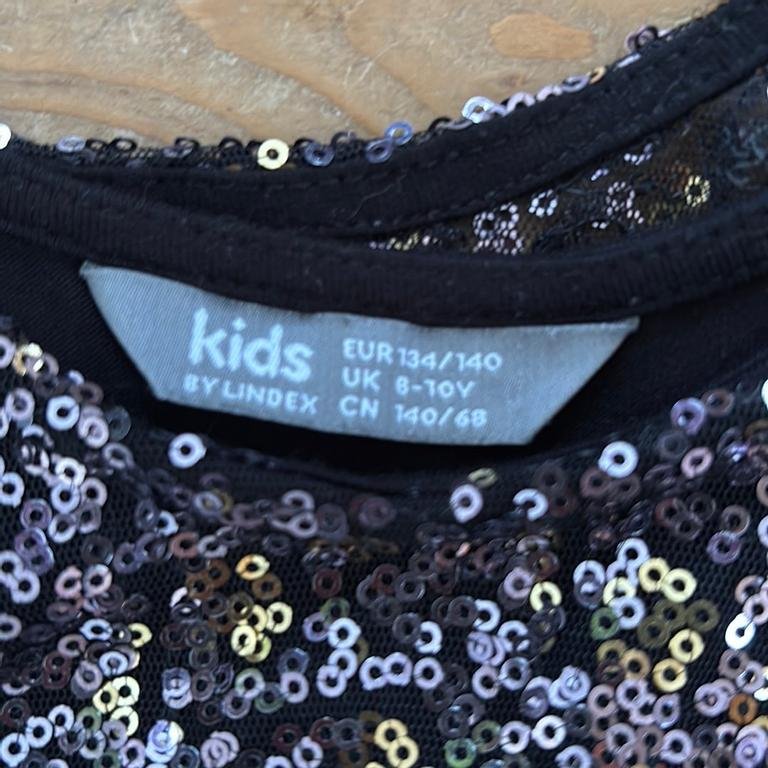 kids
BY LINDEX
EUR 134/140
UK 8-10Y
CN 140/68